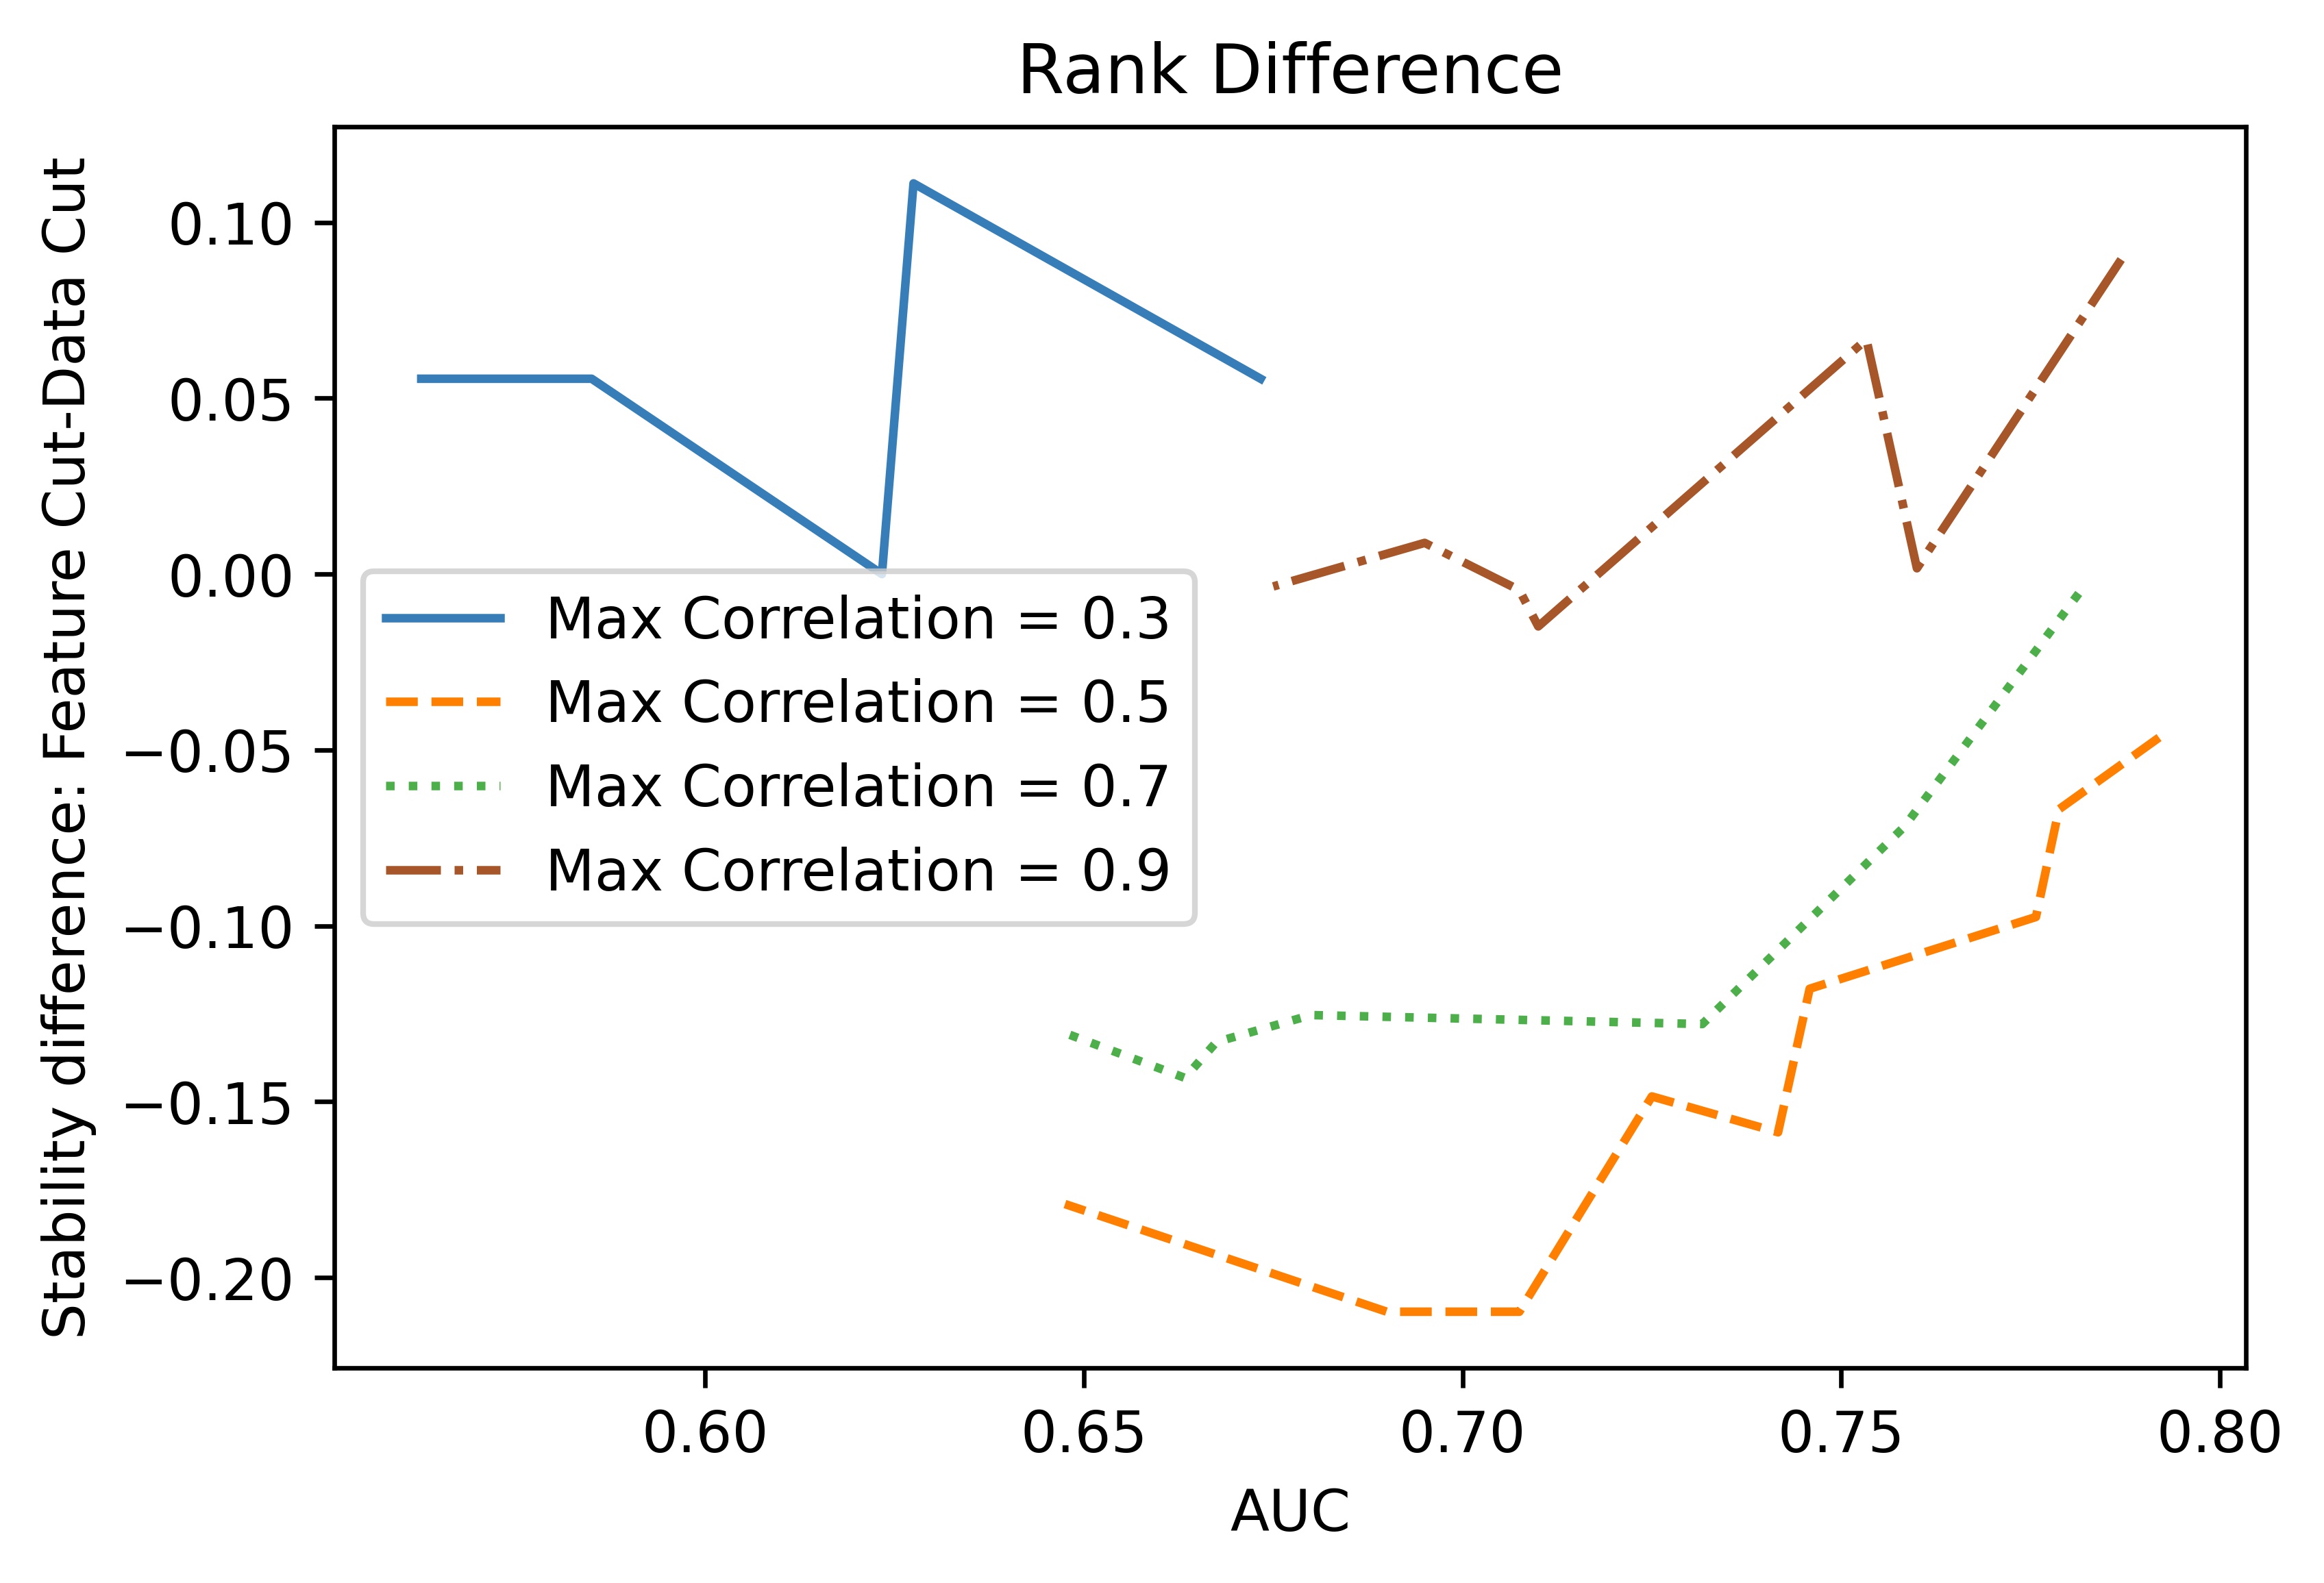 Rank Difference
Stability difference: Feature Cut-Data Cut
0.10
0.05
0.00
−0.05
−0.10
−0.15
−0.20
Max Correlation = 0.3
Max Correlation = 0.5
Max Correlation = 0.7
Max Correlation = 0.9
0.60 0.65 0.70 0.75 0.80
AUC